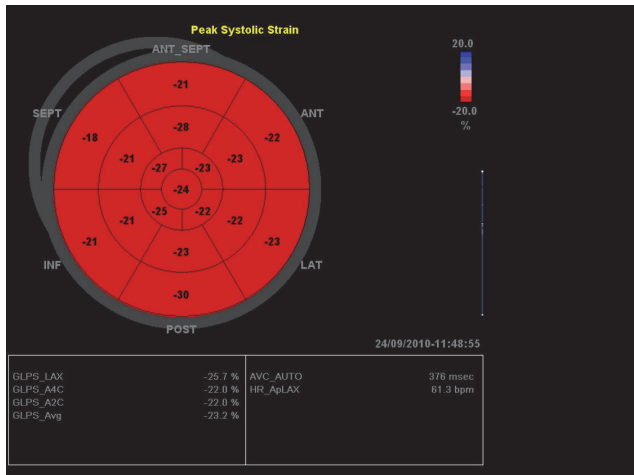 Peak Systolic Strain
20.0
-20.0
%
ANT_SEPT
SEPT
ANT
-21
-18
-28
-22
-21
-27
-23
-23
-24
-21
-25
-22
-22
-21
-23
-23
-30
INF
LAT
POST
24/09/2010-11:48:55
GLPS_LAX -25.7 % AVC_AUTO 376 msec
GLPS_A4C -22.0 % HR_ApLAX 61.3 bpm
GLPS_A2C -22.0 %
GLPS_Avg -23.2 %